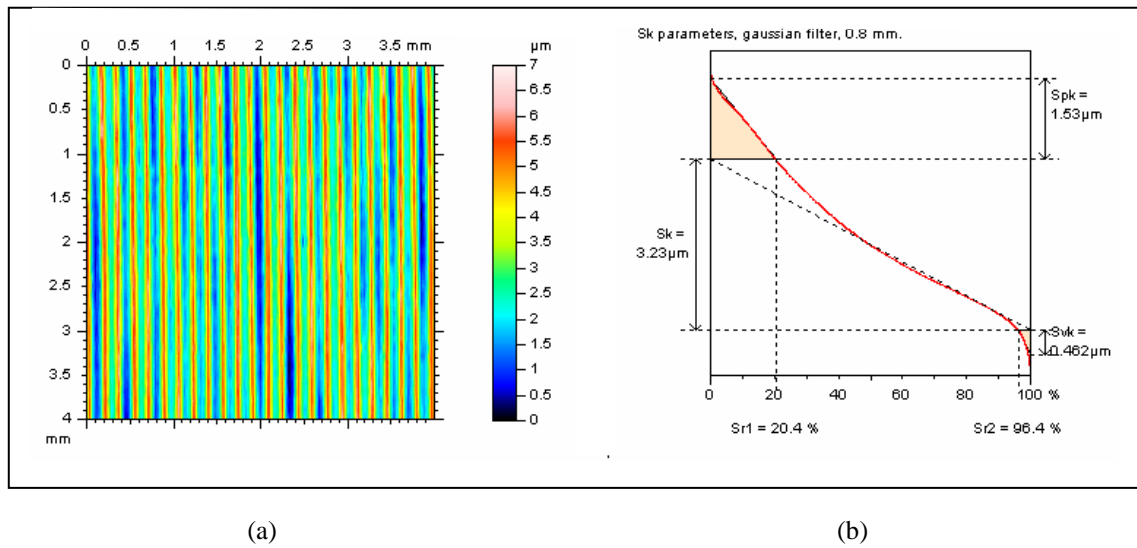 0 0.5 1 1.5 2 2.5 3 3.5 mm
µm
0
0.5
1
1.5
2
2.5
3
3.5
4
mm
7
6.5
6
5.5
5
4.5
4
3.5
3
2.5
2
1.5
1
0.5
0
Sk parameters, gaussian filter, 0.8 mm.
Spk =
1.53µm
Sk =
3.23µm
Svk =
0.462µm
0 20 40 60 80 100 %
Sr1 = 20.4 % Sr2 = 96.4 %
(a) (b)